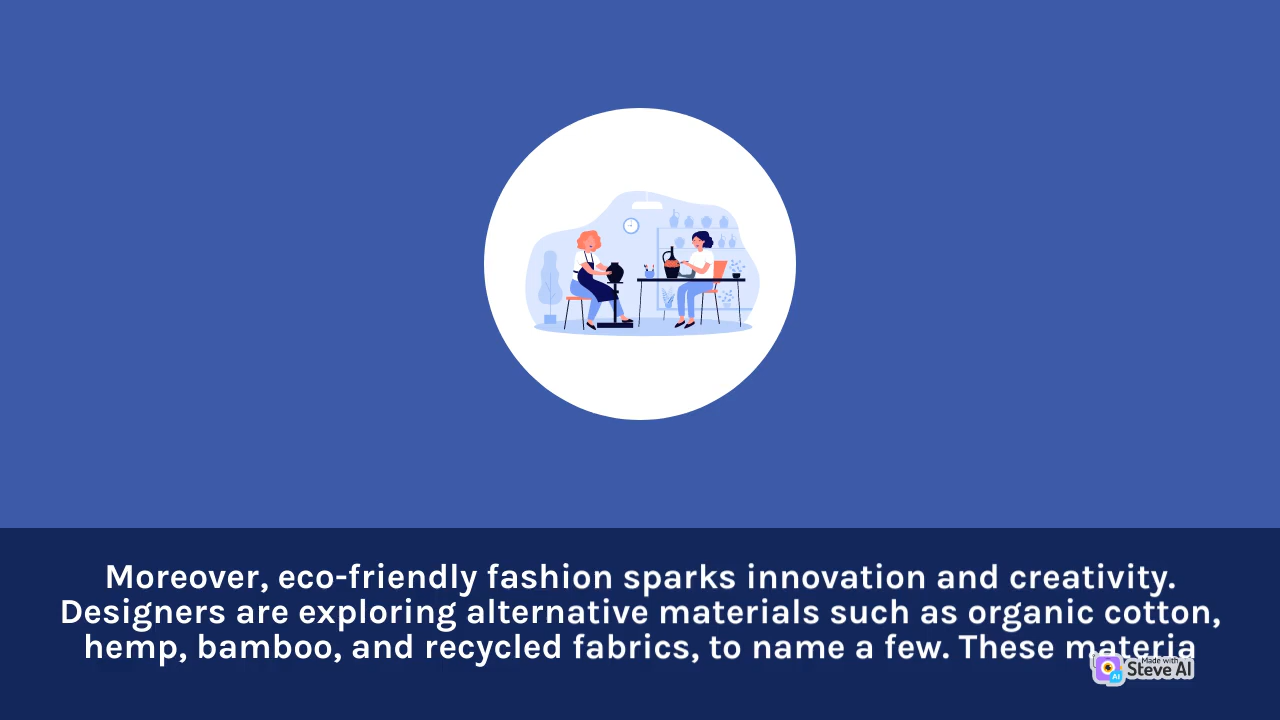 Moreover, eco-friendly fashion sparks innovation and creativity.
Designers are exploring alternative materials such as organic cotton,
hemp, bamboo, and recycled fabrics, to name a few. These materia
Made with
Steve AI
AI